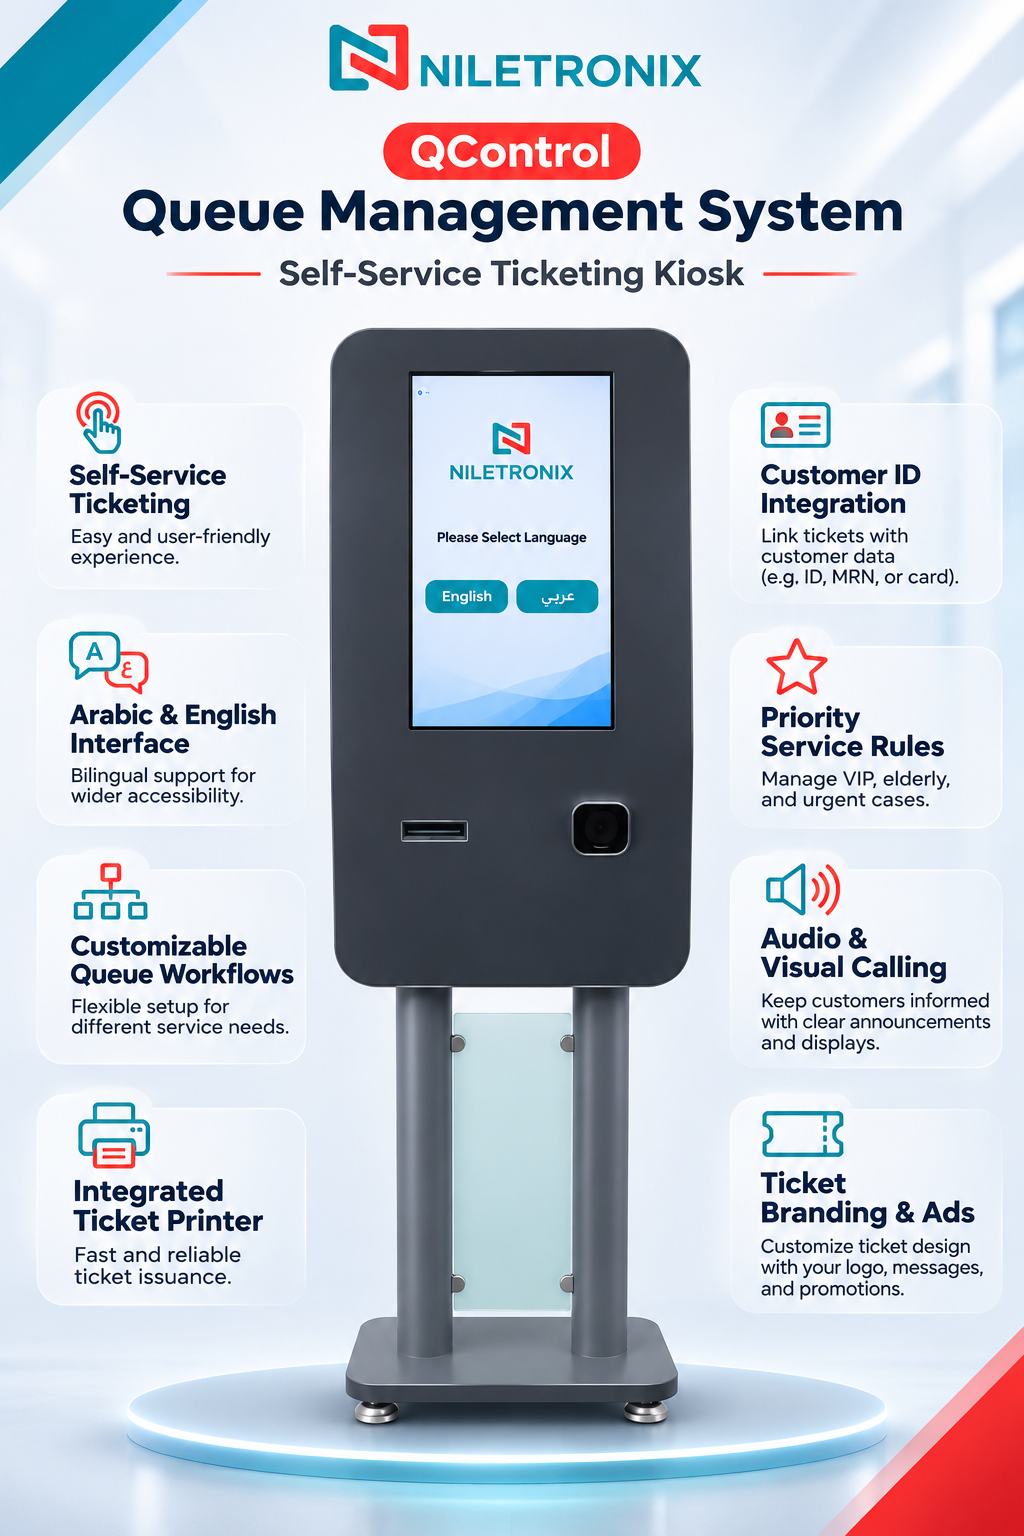 NILETRONIX
QControl
Queue Management System
Self-Service Ticketing Kiosk
NILETRONIX
Please Select Language
English
عربي
Self-Service
Ticketing
Easy and user-friendly
experience.
A
ع
Arabic & English
Interface
Bilingual support for
wider accessibility.
Customizable
Queue Workflows
Flexible setup for
different service needs.
Integrated
Ticket Printer
Fast and reliable
ticket issuance.
Customer ID
Integration
Link tickets with
customer data
(e.g. ID, MRN, or card).
Priority
Service Rules
Manage VIP, elderly,
and urgent cases.
Audio &
Visual Calling
Keep customers informed
with clear announcements
and displays.
Ticket
Branding & Ads
Customize ticket design
with your logo, messages,
and promotions.